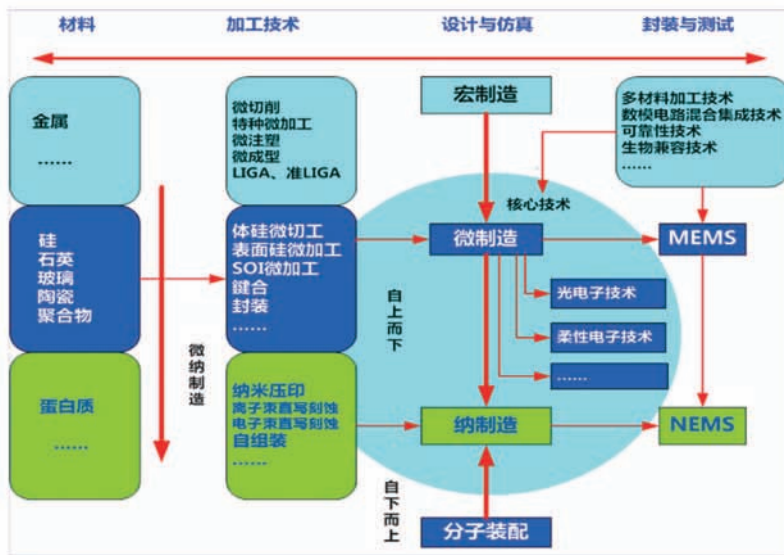 材料
加工技术
设计与仿真
封装与测试
金属
……
硅
石英
玻璃
陶瓷
聚合物
蛋白质
……
微纳制造
微切削
特种微加工
微注塑
微成型
LIGA、准LIGA
体硅微切工
表面硅微加工
SOI微加工
鍵合
封装
……
纳米压印
离子束直写刻蚀
电子束直写刻蚀
自组装
……
宏制造
核心技术
微制造
自上而下
光电子技术
柔性电子技术
……
纳制造
自下而上
分子装配
多材料加工技术
数模电路混合集成技术
可靠性技术
生物兼容技术
……
MEMS
NEMS